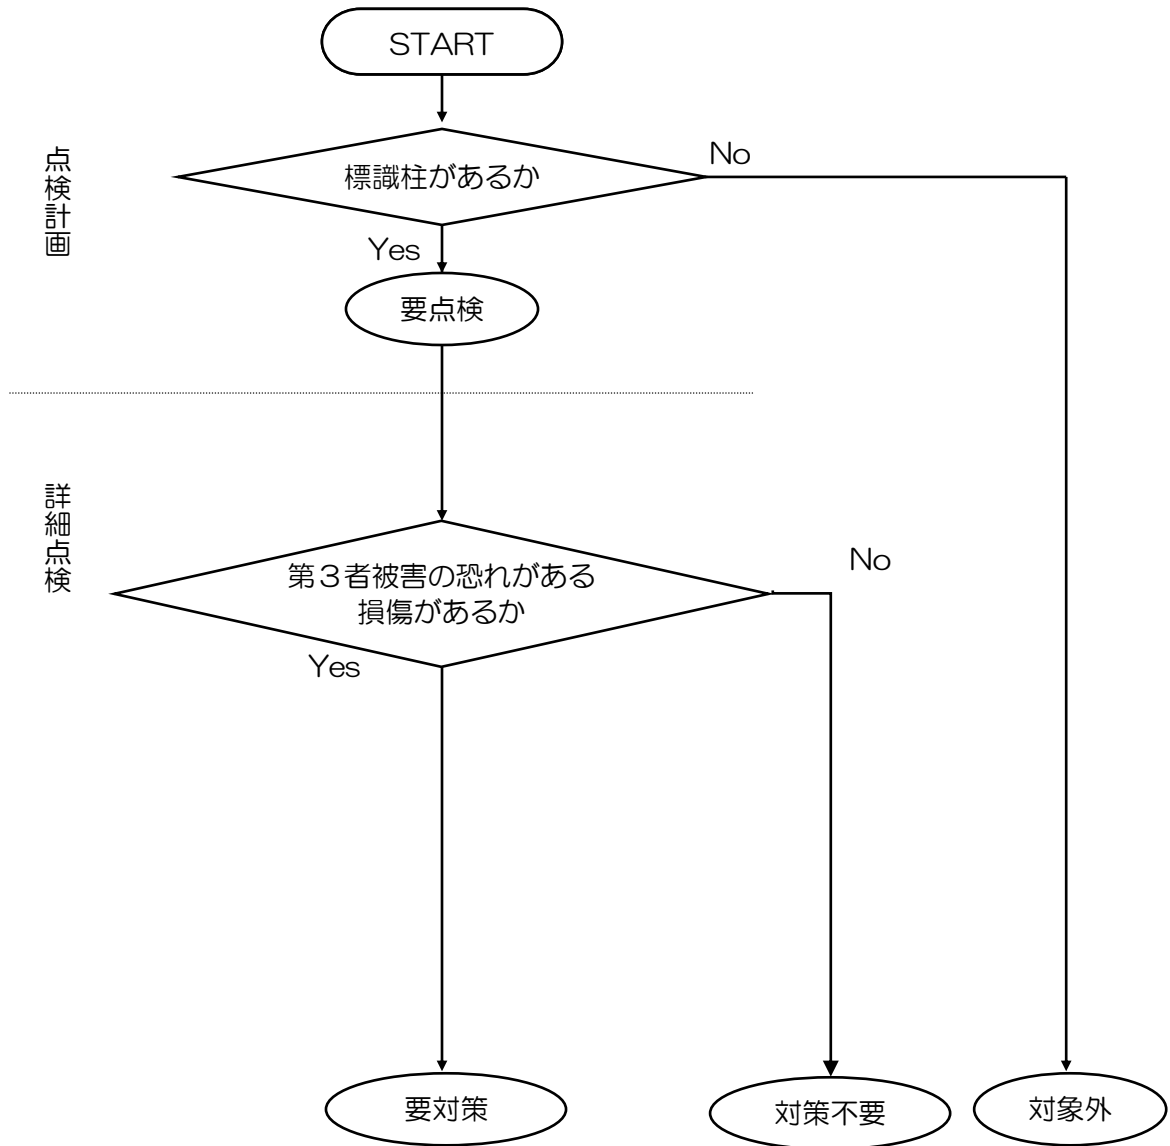 START
点検計画
標識柱があるか
No
Yes
要点検
詳細点検
第３者被害の恐れがある
損傷があるか
No
Yes
要対策
対策不要
対象外